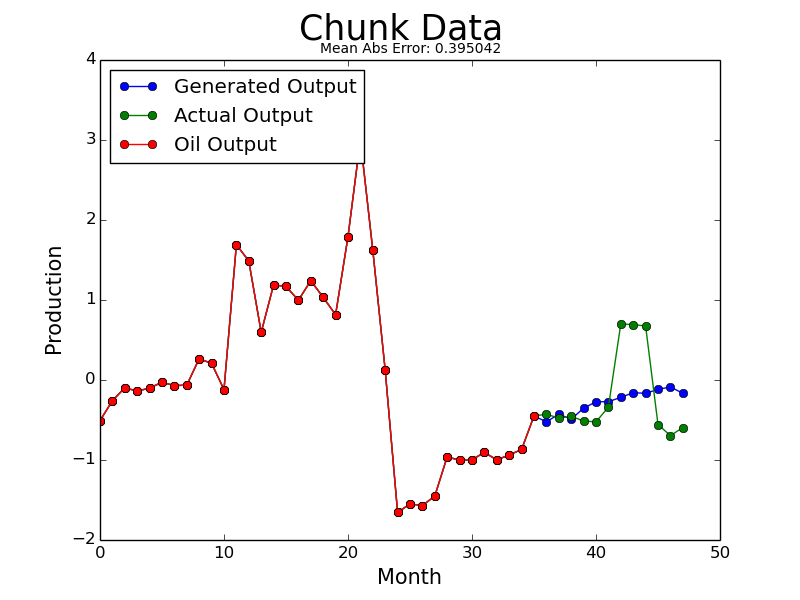 Chunk Data
Mean Abs Error: 0.395042
Generated Output
Actual Output
Oil Output
4
3
2
1
0
−1
−2
Production
0 10 20 30 40 50
Month